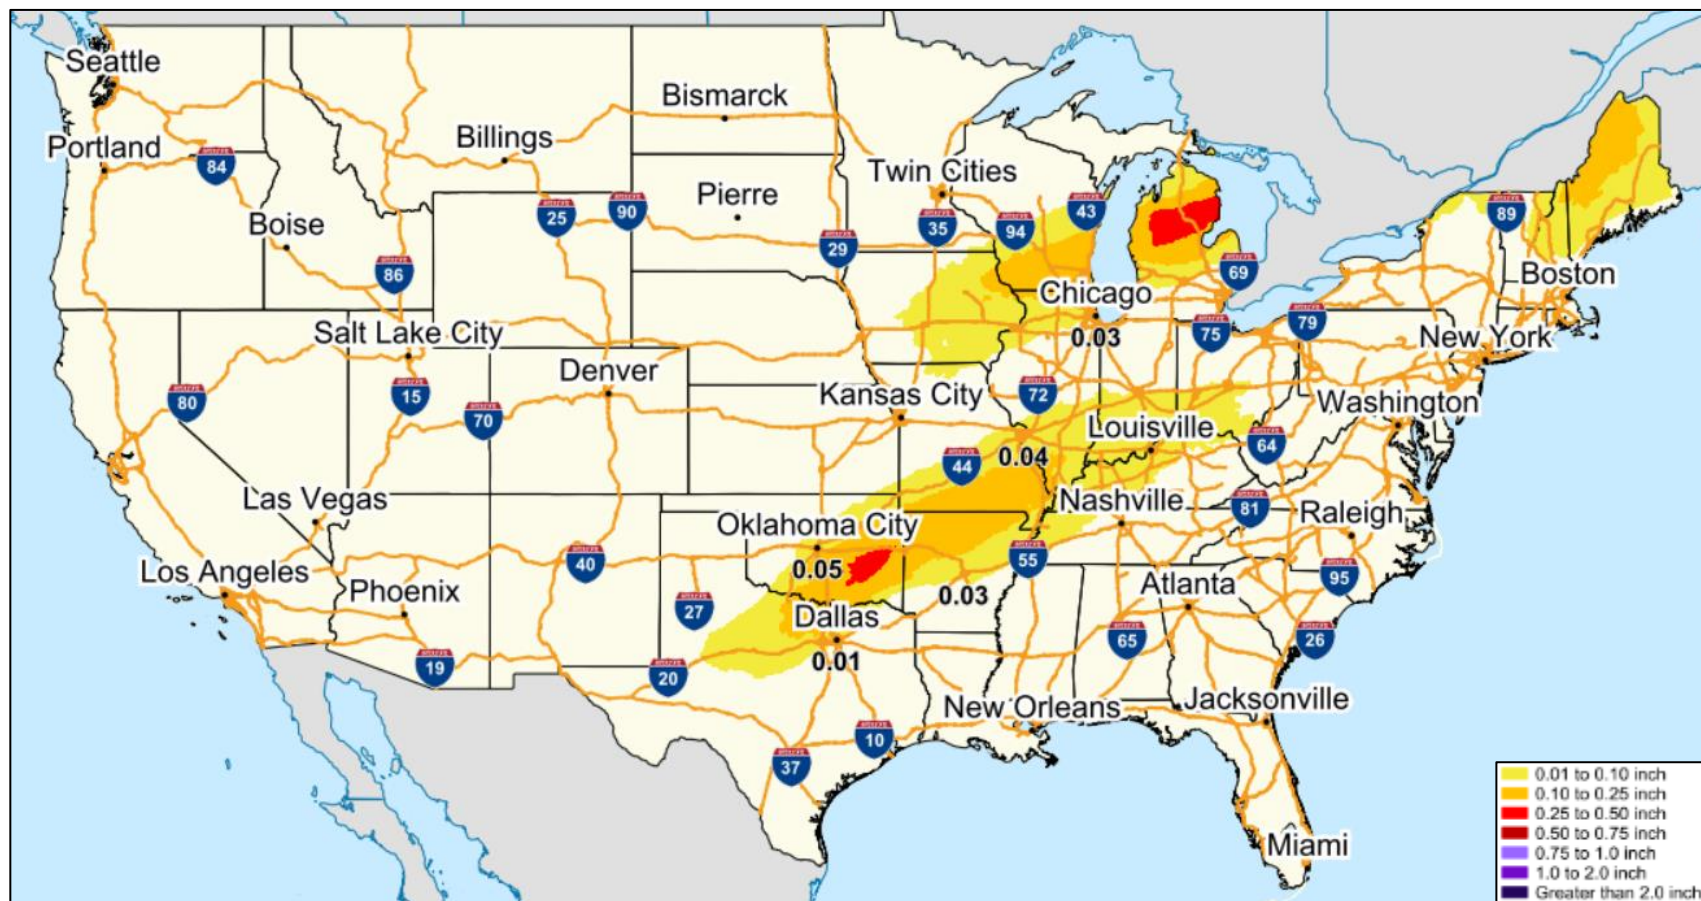 Seattle
Bismarck
Portland
Billings
84
Twin Cities
Pierre
25
90
43
89
Boise
35
94
29
86
69
Boston
Chicago
Salt Lake City
79
75
0.03
New York
Denver
80
15
Kansas City
72
70
Washington
Louisville
64
44
0.04
Las Vegas
Nashville
81
Raleigh
Oklahoma City
40
55
Los Angeles
0.05
95
Phoenix
Atlanta
0.03
27
Dallas
65
26
0.01
19
20
New Orleans
Jacksonville
10
37
0.01 to 0.10 inch
0.10 to 0.25 inch
0.25 to 0.50 inch
0.50 to 0.75 inch
0.75 to 1.0 inch
1.0 to 2.0 inch
Greater than 2.0 inch
Miami